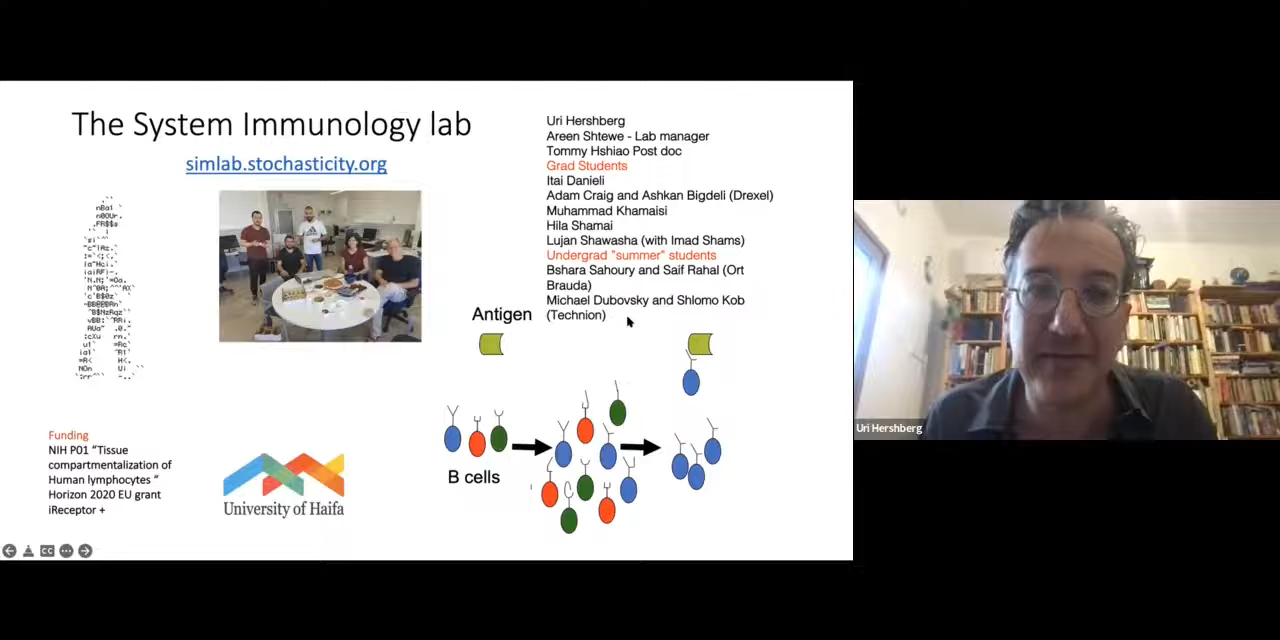 The System Immunology lab
simlab.stochasticity.org
Uri Hershberg
Areen Shtewe - Lab manager
Tommy Hshiao Post doc
Grad Students
Itai Danieli
Adam Craig and Ashkan Bigdeli (Drexel)
Muhammad Khamaisi
Hila Shamai
Lujan Shawasha (with Imad Shams)
Undergrad "summer" students
Bshara Sahoury and Saif Rahal (Ort
Brauda)
Michael Dubovsky and Shlomo Kob
(Technion)
Antigen
B cells
Funding
NIH P01 "Tissue
compartmentalization of
Human lymphocytes "
Horizon 2020 EU grant
iReceptor +
University of Haifa
CC
Uri Hershberg